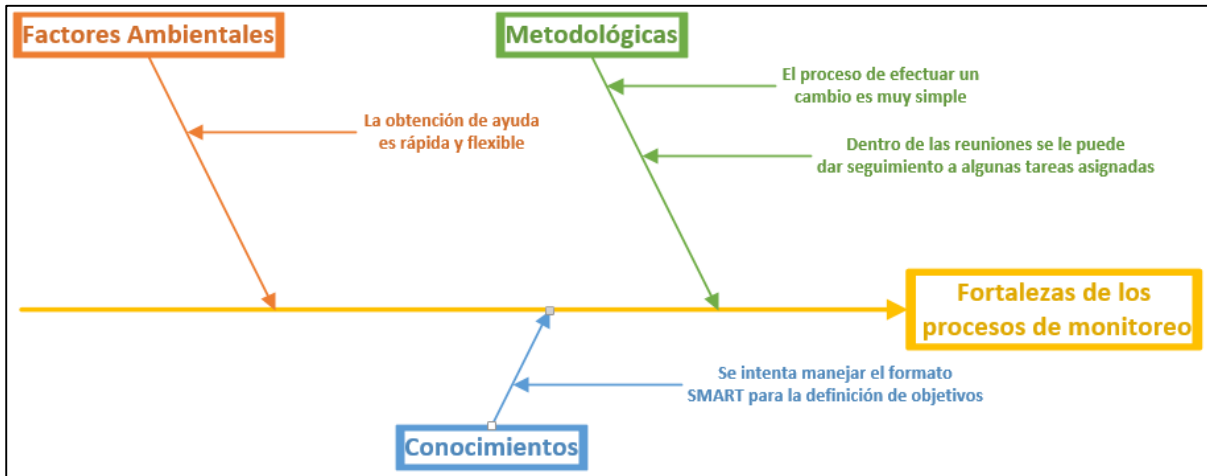 Factores Ambientales
Metodológicas
El proceso de efectuar un
cambio es muy simple
La obtención de ayuda
es rápida y flexible
Dentro de las reuniones se le puede
dar seguimiento a algunas tareas asignadas
Fortalezas de los
procesos de monitoreo
Se intenta manejar el formato
SMART para la definición de objetivos
Conocimientos